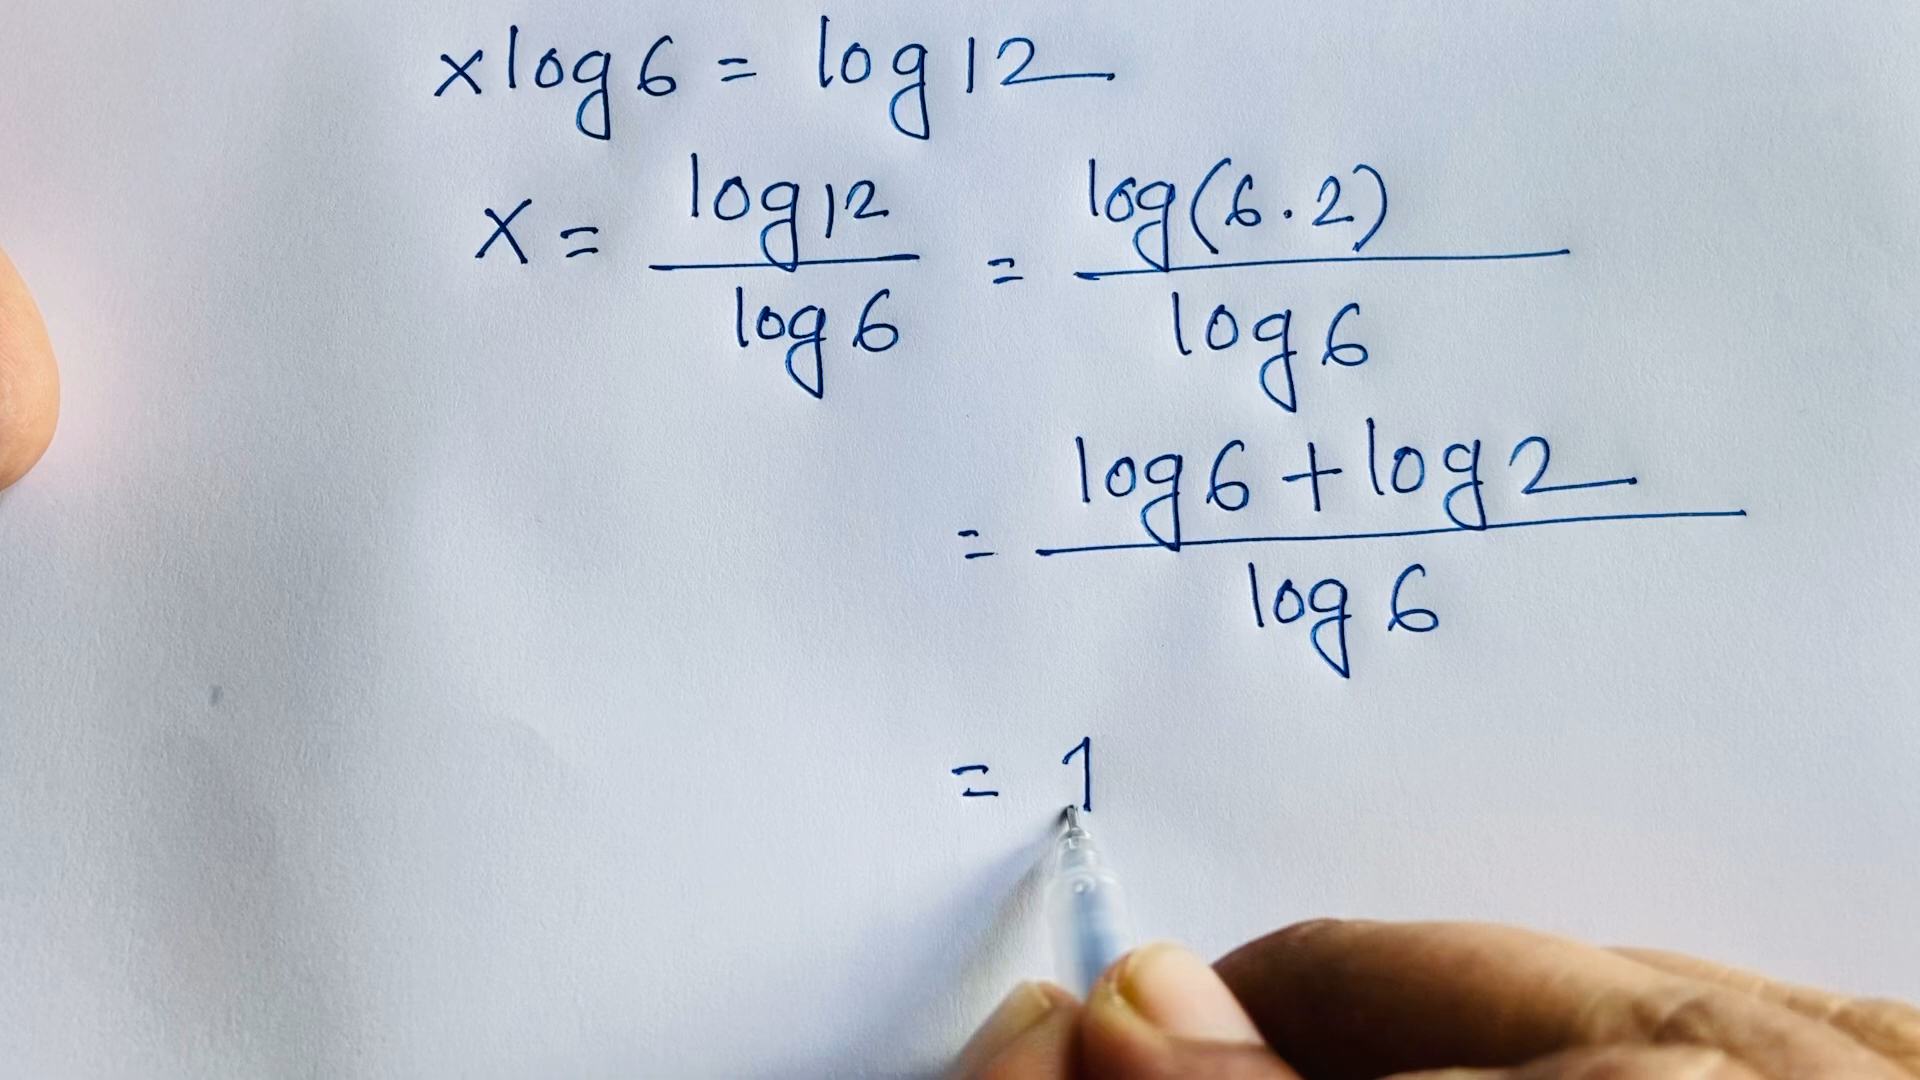 x log 6 = log 12
x = log 12 / log 6 = log(6.2) / log 6
= log 6 + log 2 / log 6
= 1